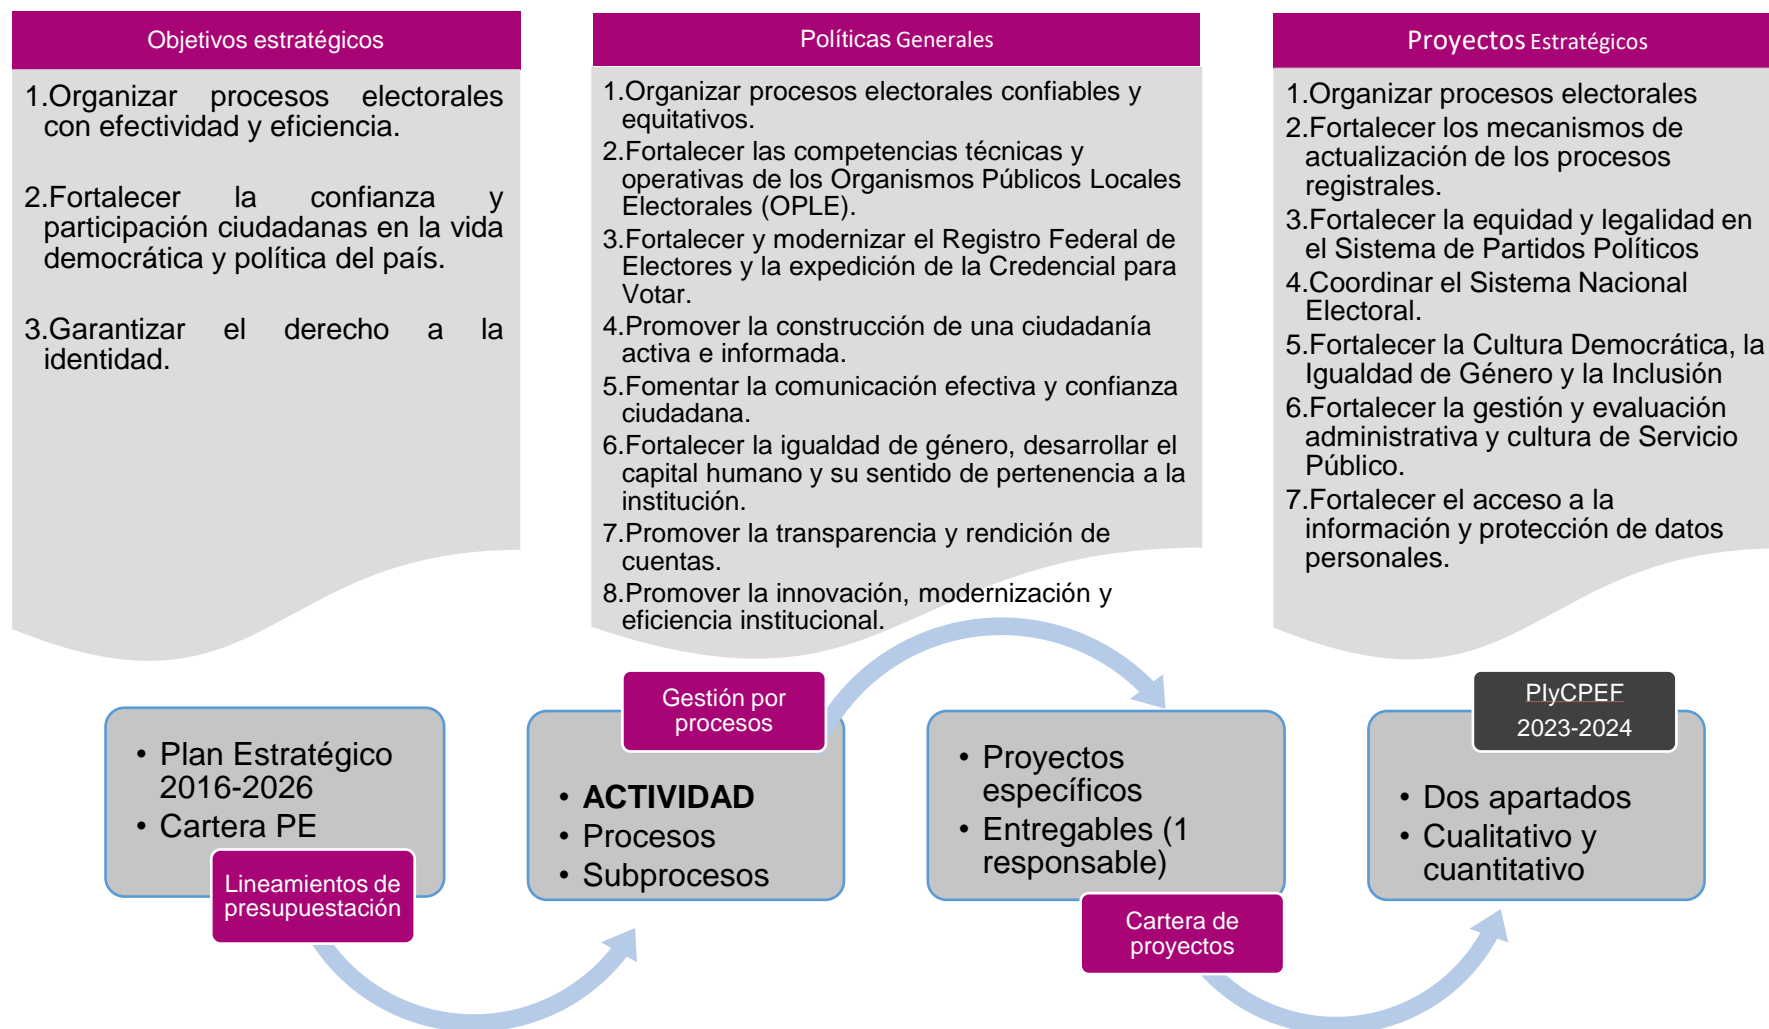 Objetivos estratégicos
1.Organizar procesos electorales
con efectividad y eficiencia.
2.Fortalecer la confianza y
participación ciudadanas en la vida
democrática y política del país.
3.Garantizar el derecho a la
identidad.
Políticas Generales
1.Organizar procesos electorales confiables y
equitativos.
2.Fortalecer las competencias técnicas y
operativas de los Organismos Públicos Locales
Electorales (OPLE).
3.Fortalecer y modernizar el Registro Federal de
Electores y la expedición de la Credencial para
Votar.
4.Promover la construcción de una ciudadanía
activa e informada.
5.Fomentar la comunicación efectiva y confianza
ciudadana.
6.Fortalecer la igualdad de género, desarrollar el
capital humano y su sentido de pertenencia a la
institución.
7.Promover la transparencia y rendición de
cuentas.
8.Promover la innovación, modernización y
eficiencia institucional.
Proyectos Estratégicos
1.Organizar procesos electorales
2.Fortalecer los mecanismos de
actualización de los procesos
registrales.
3.Fortalecer la equidad y legalidad en
el Sistema de Partidos Políticos
4.Coordinar el Sistema Nacional
Electoral.
5.Fortalecer la Cultura Democrática, la
Igualdad de Género y la Inclusión
6.Fortalecer la gestión y evaluación
administrativa y cultura de Servicio
Público.
7.Fortalecer el acceso a la
información y protección de datos
personales.
• Plan Estratégico
2016-2026
• Cartera PE
Lineamientos de
presupuestación
Gestión por
procesos
• ACTIVIDAD
• Procesos
• Subprocesos
• Proyectos
específicos
• Entregables (1
responsable)
Cartera de
proyectos
PIyCPEF
2023-2024
• Dos apartados
• Cualitativo y
cuantitativo